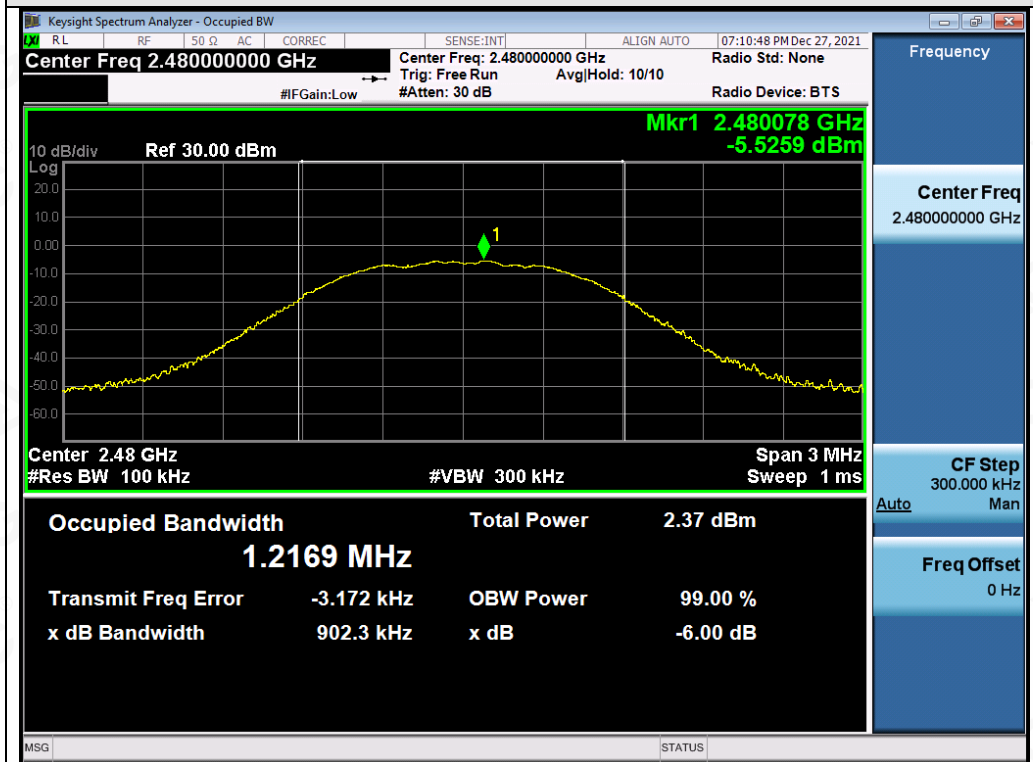 Keysight Spectrum Analyzer - Occupied BW
LXI RL RF 50 Ω AC CORREC SENSE:INT ALIGN AUTO 07:10:48 PM Dec 27, 2021
Center Freq 2.480000000 GHz
Center Freq: 2.480000000 GHz
Radio Std: None
Trig: Free Run Avg|Hold: 10/10
#IFGain:Low
#Atten: 30 dB
Radio Device: BTS
Frequency
Mkr1 2.480078 GHz
-5.5259 dBm
10 dB/div Ref 30.00 dBm
Log
20.0
10.0
0.00
-10.0
-20.0
-30.0
-40.0
-50.0
-60.0
1
Center 2.48 GHz Span 3 MHz
#Res BW 100 kHz #VBW 300 kHz Sweep 1 ms
Center Freq
2.480000000 GHz
CF Step
300.000 kHz
Auto Man
Freq Offset
0 Hz
Occupied Bandwidth Total Power 2.37 dBm
1.2169 MHz
Transmit Freq Error -3.172 kHz OBW Power 99.00 %
x dB Bandwidth 902.3 kHz x dB -6.00 dB
MSG STATUS